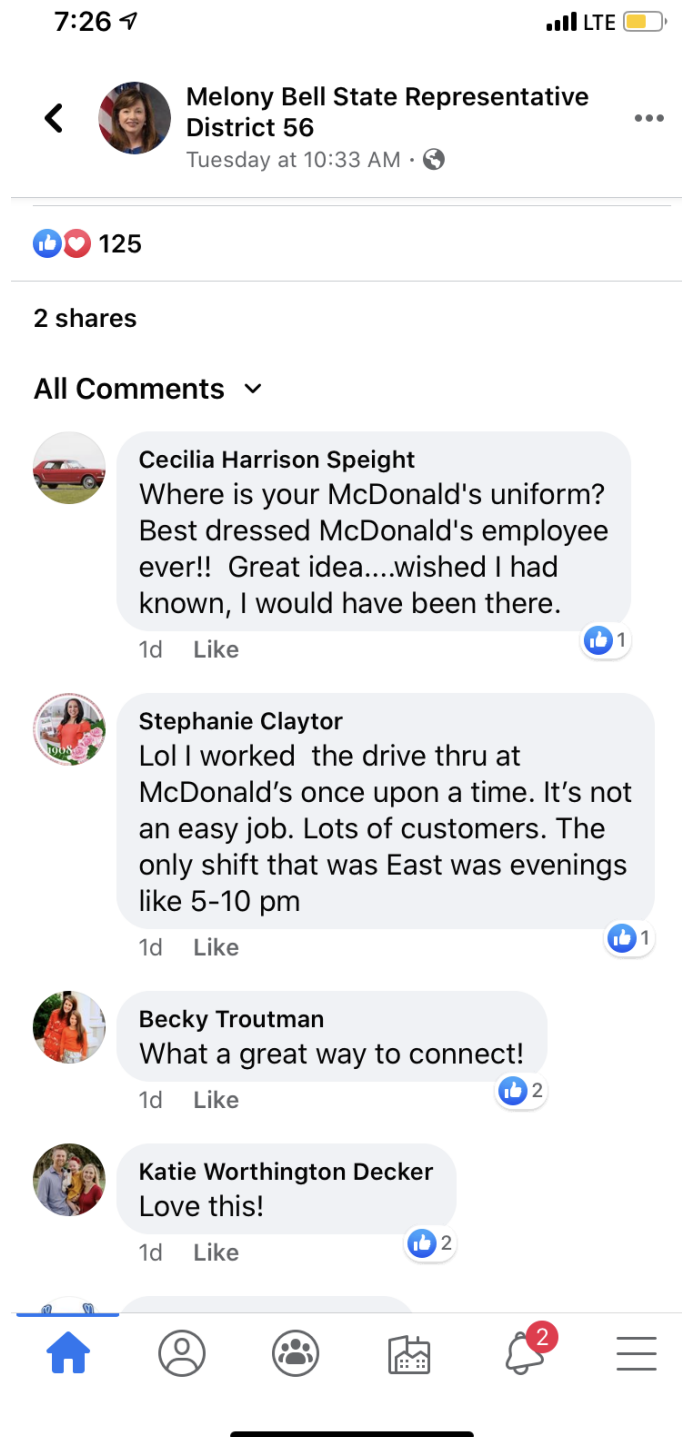 7:26
LTE
Melony Bell State Representative
District 56
Tuesday at 10:33 AM ·
125
2 shares
All Comments
Cecilia Harrison Speight
Where is your McDonald's uniform?
Best dressed McDonald's employee
ever!!  Great idea....wished I had
known, I would have been there.
1d Like
1
Stephanie Claytor
Lol I worked  the drive thru at
McDonald’s once upon a time. It’s not
an easy job. Lots of customers. The
only shift that was East was evenings
like 5-10 pm
1d Like
1
1908
Becky Troutman
What a great way to connect!
1d Like
2
Katie Worthington Decker
Love this!
1d Like
2
2